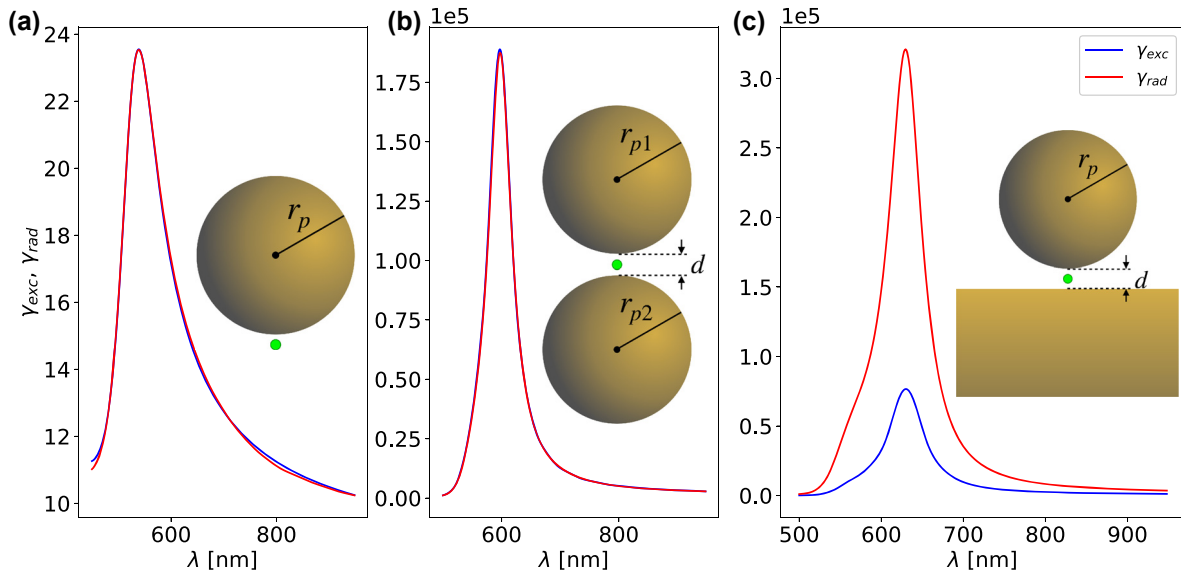 (a)
24
22
20
18
16
14
12
10
γexc, γrad
600
800
λ [nm]
rp
(b)
1e5
1.75
1.50
1.25
1.00
0.75
0.50
0.25
0.00
600
800
λ [nm]
rp1
d
rp2
(c)
1e5
3.0
2.5
2.0
1.5
1.0
0.5
0.0
500
600
700
800
900
λ [nm]
γexc
γrad
rp
d